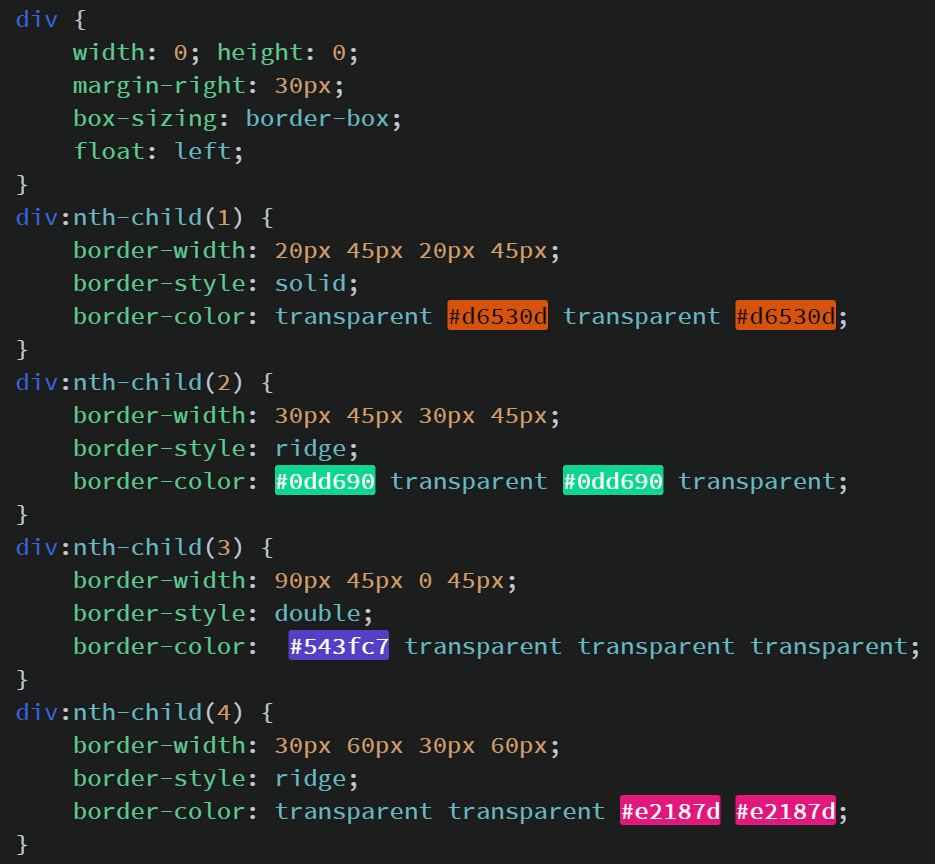 div {
    width: 0; height: 0;
    margin-right: 30px;
    box-sizing: border-box;
    float: left;
}
div:nth-child(1) {
    border-width: 20px 45px 20px 45px;
    border-style: solid;
    border-color: transparent #d6530d transparent #d6530d;
}
div:nth-child(2) {
    border-width: 30px 45px 30px 45px;
    border-style: ridge;
    border-color: #0dd690 transparent #0dd690 transparent;
}
div:nth-child(3) {
    border-width: 90px 45px 0 45px;
    border-style: double;
    border-color:  #543fc7 transparent transparent transparent;
}
div:nth-child(4) {
    border-width: 30px 60px 30px 60px;
    border-style: ridge;
    border-color: transparent transparent #e2187d #e2187d;
}